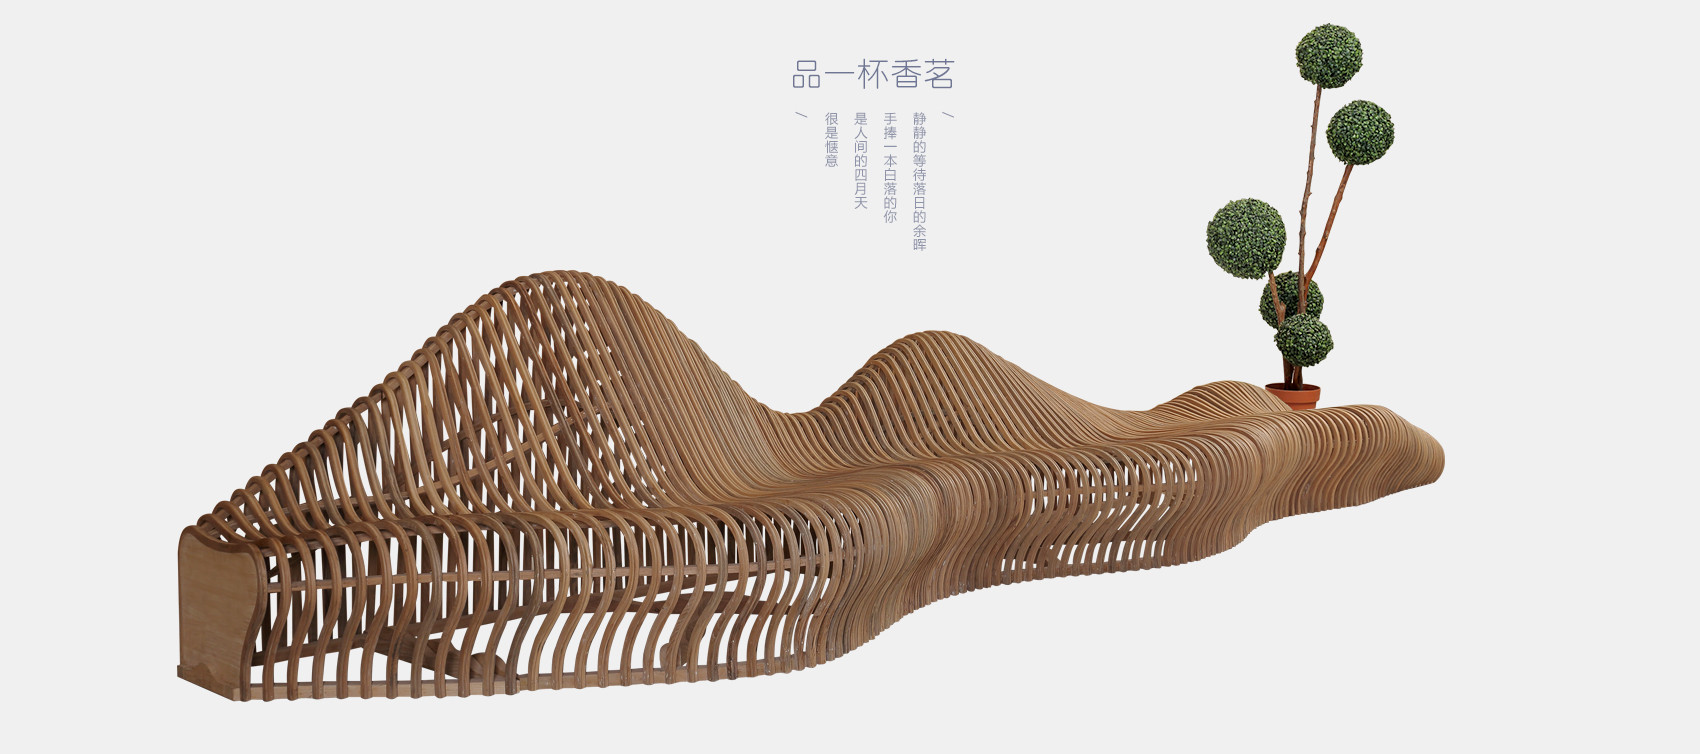 品一杯香茗
静静的等待落日的余晖
手捧一本白落的你
是人间的四月天
很是惬意